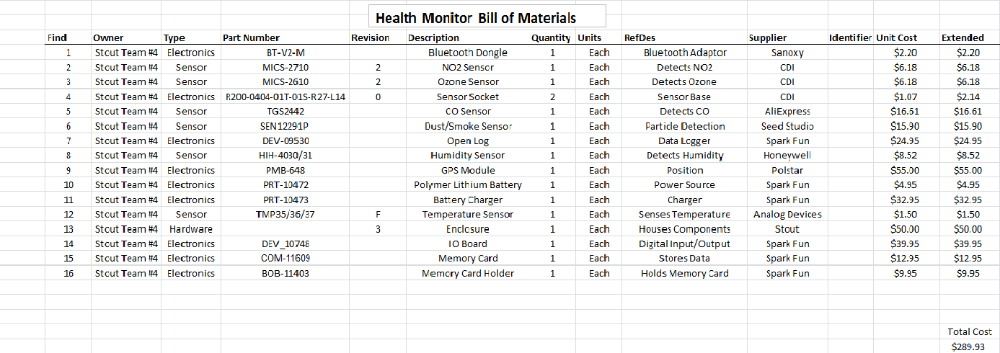 Health Monitor Bill of Materials
Find Owner Type Part Number Revision Description Quantity Units RefDes Supplier Identifier Unit Cost Extended
1 Stout Team #4 Electronics BT-V2-M Bluetooth Dongle 1 Each Bluetooth Adaptor Sanoxy $2.20 $2.20
2 Stout Team #4 Sensor MICS-2710 2 NO2 Sensor 1 Each Detects NO2 CDI $6.18 $6.18
3 Stout Team #4 Sensor MICS-2610 2 Ozone Sensor 1 Each Detects Ozone CDI $6.18 $6.18
4 Stout Team #4 Electronics R200-0404-01T-01S-R27-L14 0 Sensor Socket 2 Each Sensor Base CDI $1.07 $2.14
5 Stout Team #4 Sensor TGS2442 CO Sensor 1 Each Detects CO AliExpress $16.61 $16.61
6 Stout Team #4 Sensor SEN12291P Dust/Smoke Sensor 1 Each Particle Detection Seed Studio $15.90 $15.90
7 Stout Team #4 Electronics DEV-09530 Open Log 1 Each Data Logger Spark Fun $24.95 $24.95
8 Stout Team #4 Sensor HIH-4030/31 Humidity Sensor 1 Each Detects Humidity Honeywell $8.52 $8.52
9 Stout Team #4 Electronics PMB-648 GPS Module 1 Each Position Polstar $55.00 $55.00
10 Stout Team #4 Electronics PRT-10472 Polymer Lithium Battery 1 Each Power Source Spark Fun $4.95 $4.95
11 Stout Team #4 Electronics PRT-10473 Battery Charger 1 Each Charger Spark Fun $32.95 $32.95
12 Stout Team #4 Sensor TMP35/36/37 F Temperature Sensor 1 Each Senses Temperature Analog Devices $1.50 $1.50
13 Stout Team #4 Hardware 3 Enclosure 1 Each Houses Components Stout $50.00 $50.00
14 Stout Team #4 Electronics DEV_10748 IO Board 1 Each Digital Input/Output Spark Fun $39.95 $39.95
15 Stout Team #4 Electronics COM-11609 Memory Card 1 Each Stores Data Spark Fun $12.95 $12.95
16 Stout Team #4 Electronics BOB-11403 Memory Card Holder 1 Each Holds Memory Card Spark Fun $9.95 $9.95
Total Cost
$289.93